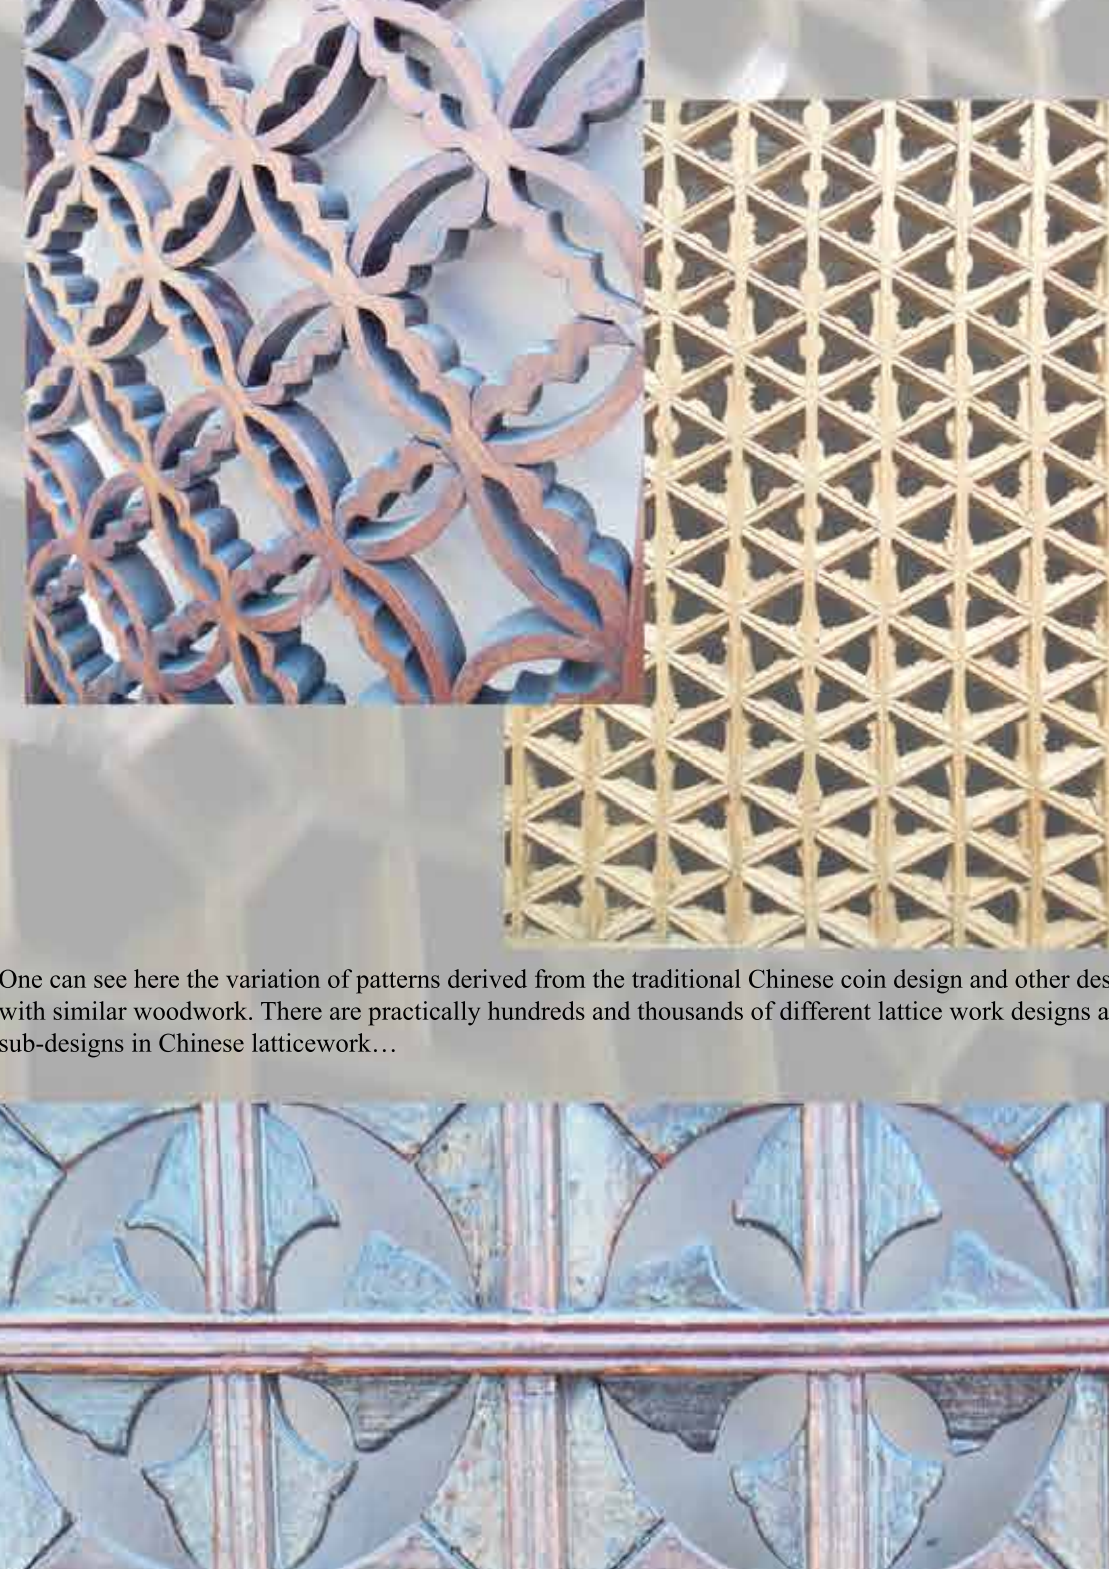 One can see here the variation of patterns derived from the traditional Chinese coin design and other
with similar woodwork. There are practically hundreds and thousands of different lattice work designs
sub-designs in Chinese latticework…